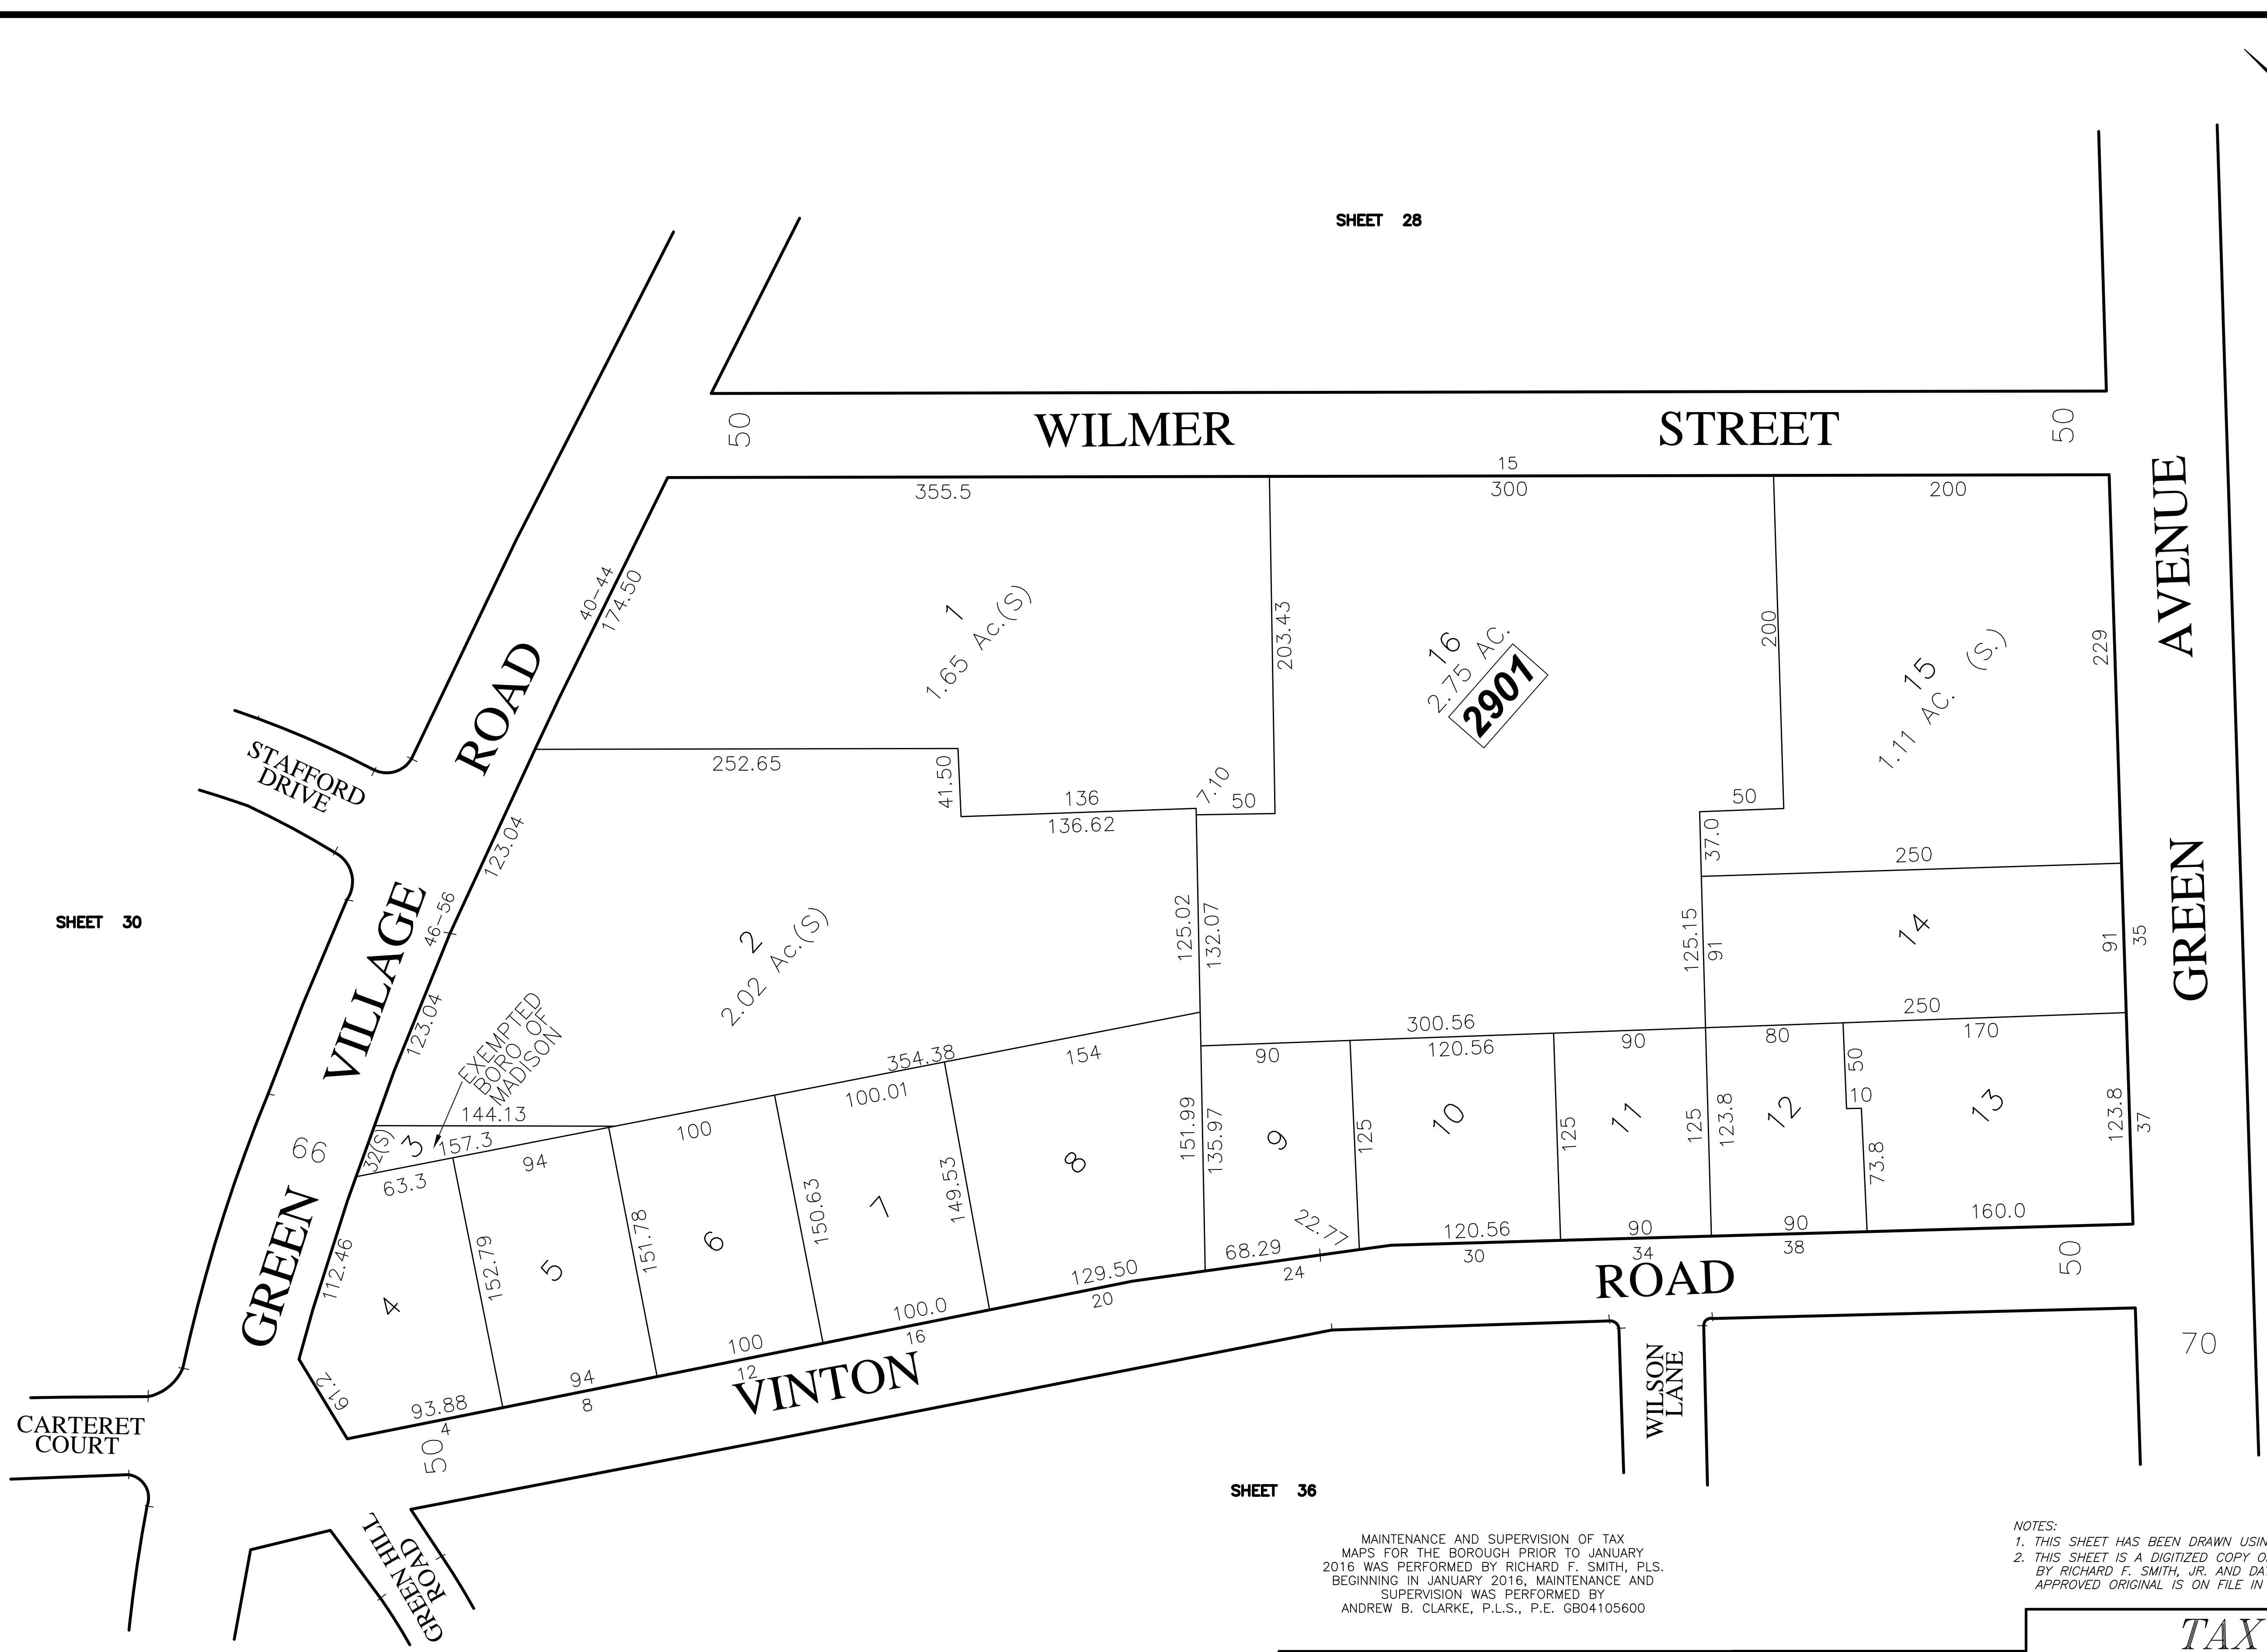 SHEET 28
50
WILMER STREET
50
15
355.5
300
200
40-44
174.50
1
1.65 Ac.(S)
203.43
16
2.75 AC.
2901
200
15
1.11 AC. (S.)
229
AVENUE
GREEN
STAFFORD
DRIVE
ROAD
VILLAGE
GREEN
252.65
41.50
136
136.62
7.10
50
50
37.0
250
123.04
46-56
123.04
SHEET 30
2
2.02 Ac.(S)
125.02
132.07
125.15
91
14
91
35
250
EXEMPTED
BORO OF
MADISON
144.13
32(S)
3
157.3
66
354.38
154
300.56
90
120.56
90
80
170
50
10
73.8
63.3
94
100
100.01
112.46
4
152.79
5
151.78
6
150.63
7
149.53
8
151.99
135.97
9
125
10
125
11
125
123.8
12
13
123.8
37
61.2
93.88
94
100
100.0
129.50
68.29
22.77
120.56
90
90
160.0
4
8
12
16
20
24
30
34
38
50
VINTON
ROAD
50
70
CARTERET
COURT
GREEN HILL
ROAD
WILSON
LANE
SHEET 36
MAINTENANCE AND SUPERVISION OF TAX
MAPS FOR THE BOROUGH PRIOR TO JANUARY
2016 WAS PERFORMED BY RICHARD F. SMITH, PLS.
BEGINNING IN JANUARY 2016, MAINTENANCE AND
SUPERVISION WAS PERFORMED BY
ANDREW B. CLARKE, P.L.S., P.E. GB04105600
NOTES:
1. THIS SHEET HAS BEEN DRAWN USIN
2. THIS SHEET IS A DIGITIZED COPY O
BY RICHARD F. SMITH, JR. AND DA
APPROVED ORIGINAL IS ON FILE IN
TAX